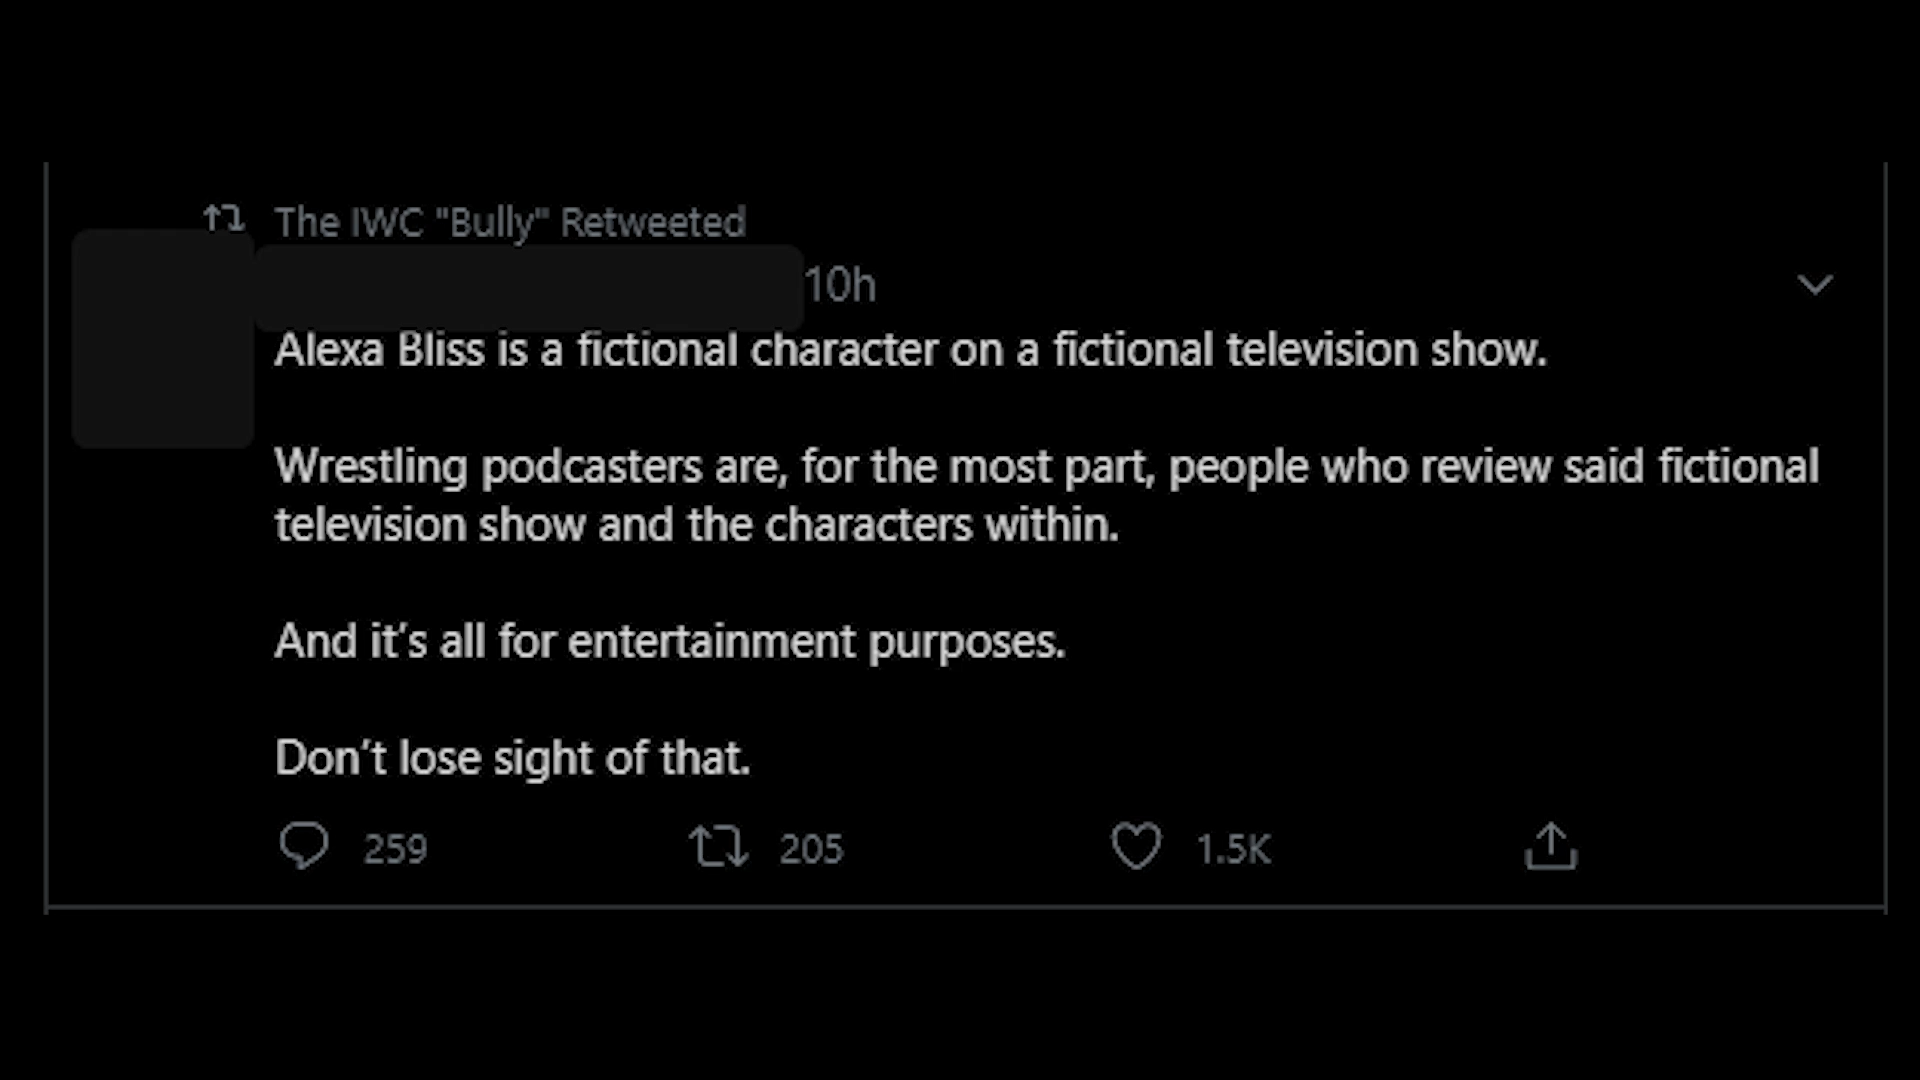 The IWC "Bully" Retweeted
10h
Alexa Bliss is a fictional character on a fictional television show.
Wrestling podcasters are, for the most part, people who review said fictional
television show and the characters within.
And it’s all for entertainment purposes.
Don’t lose sight of that.
259 205 1.5K